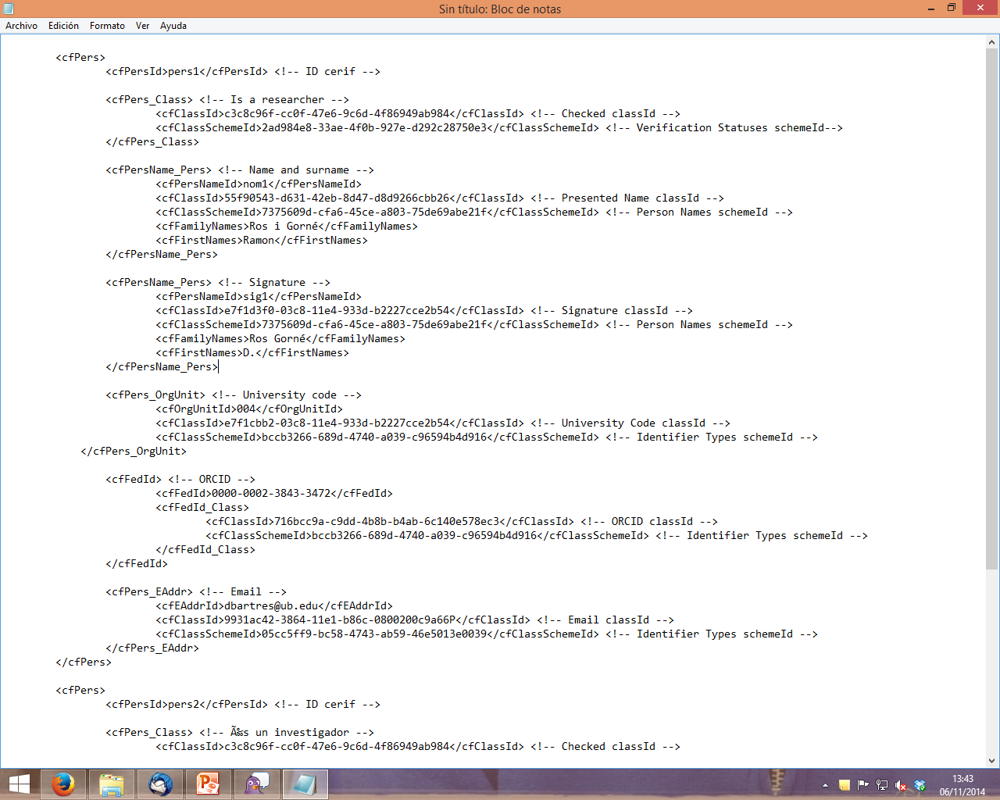 Sin título: Bloc de notas
Archivo Edición Formato Ver Ayuda
<cfPers>
<cfPersId>pers1</cfPersId> <!-- ID cerif -->
<cfPers_Class> <!-- Is a researcher -->
<cfClassId>c3c8c96f-cc0f-47e6-9c6d-4f86949ab984</cfClassId> <!-- Checked classId -->
<cfClassSchemeId>2ad984e8-33ae-4f0b-927e-d292c28750e3</cfClassSchemeId> <!-- Verification Statuses schemeId-->
</cfPers_Class>
<cfPersName_Pers> <!-- Name and surname -->
<cfPersNameId>nom1</cfPersNameId>
<cfClassId>55f90543-d631-42eb-8d47-d8d9266cbb26</cfClassId> <!-- Presented Name classId -->
<cfClassSchemeId>7375609d-cfa6-45ce-a803-75de69abe21f</cfClassSchemeId> <!-- Person Names schemeId -->
<cfFamilyNames>Ros i Gorné</cfFamilyNames>
<cfFirstNames>Ramon</cfFirstNames>
</cfPersName_Pers>
<cfPersName_Pers> <!-- Signature -->
<cfPersNameId>sig1</cfPersNameId>
<cfClassId>e7f1d3f0-03c8-11e4-933d-b2227cce2b54</cfClassId> <!-- Signature classId -->
<cfClassSchemeId>7375609d-cfa6-45ce-a803-75de69abe21f</cfClassSchemeId> <!-- Person Names schemeId -->
<cfFamilyNames>Ros Gorné</cfFamilyNames>
<cfFirstNames>D.</cfFirstNames>
</cfPersName_Pers>
<cfPers_OrgUnit> <!-- University code -->
<cfOrgUnitId>004</cfOrgUnitId>
<cfClassId>e7f1cbb2-03c8-11e4-933d-b2227cce2b54</cfClassId> <!-- University Code classId -->
<cfClassSchemeId>bccb3266-689d-4740-a039-c96594b4d916</cfClassSchemeId> <!-- Identifier Types schemeId -->
</cfPers_OrgUnit>
<cfFedId> <!-- ORCID -->
<cfFedId>0000-0002-3843-3472</cfFedId>
<cfFedId_Class>
<cfClassId>716bcc9a-c9dd-4b8b-b4ab-6c140e578ec3</cfClassId> <!-- ORCID classId -->
<cfClassSchemeId>bccb3266-689d-4740-a039-c96594b4d916</cfClassSchemeId> <!-- Identifier Types schemeId -->
</cfFedId_Class>
</cfFedId>
<cfPers_EAddr> <!-- Email -->
<cfEAddrId>dbartres@ub.edu</cfEAddrId>
<cfClassId>9931ac42-3864-11e1-b86c-0800200c9a66P</cfClassId> <!-- Email classId -->
<cfClassSchemeId>05cc5ff9-bc58-4743-ab59-46e5013e0039</cfClassSchemeId> <!-- Identifier Types schemeId -->
</cfPers_EAddr>
</cfPers>
<cfPers>
<cfPersId>pers2</cfPersId> <!-- ID cerif -->
<cfPers_Class> <!-- Ã‰s un investigador -->
<cfClassId>c3c8c96f-cc0f-47e6-9c6d-4f86949ab984</cfClassId> <!-- Checked classId -->
13:43
06/11/2014